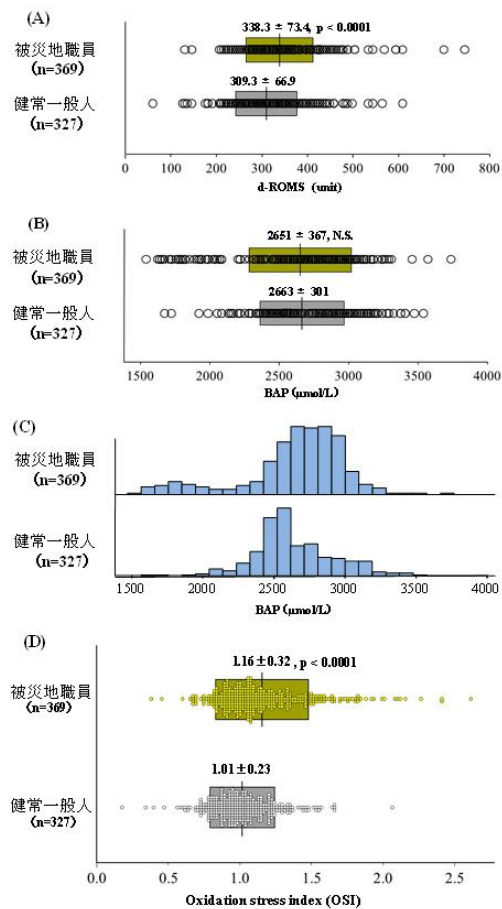 (A)
338.3 ± 73.4, p < 0.0001
被災地職員
(n=369)
309.3 ± 66.9
健常一般人
(n=327)
0 100 200 300 400 500 600 700 800
d-ROMS (unit)
(B)
2651 ± 367, N.S.
被災地職員
(n=369)
2663 ± 301
健常一般人
(n=327)
1500 2000 2500 3000 3500 4000
BAP (μmol/L)
(C)
被災地職員
(n=369)
健常一般人
(n=327)
1500 2000 2500 3000 3500 4000
BAP (μmol/L)
(D)
1.16 ±0.32 , p < 0.0001
被災地職員
(n=369)
1.01 ±0.23
健常一般人
(n=327)
0.0 0.5 1.0 1.5 2.0 2.5
Oxidation stress index (OSI)